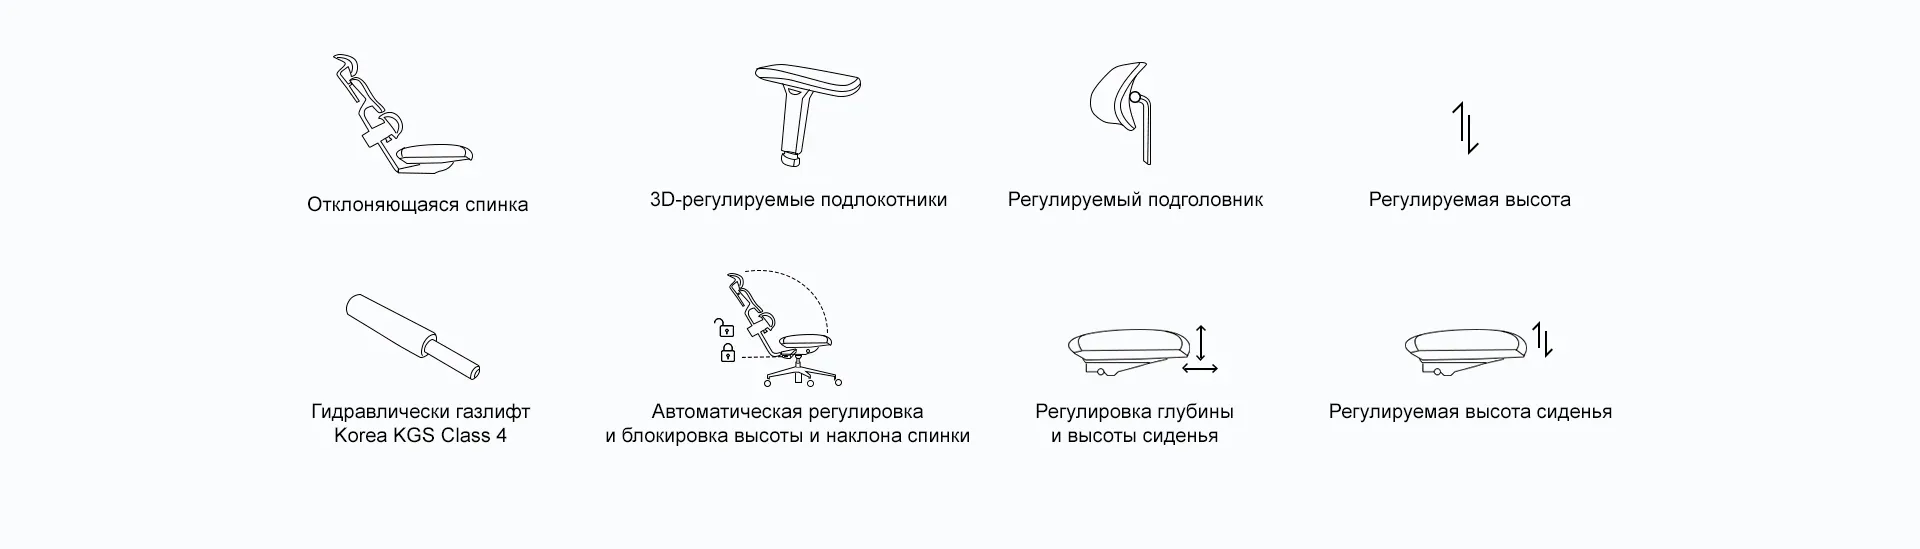 Отклоняющаяся спинка
3D-регулируемые подлокотники
Регулируемый подголовник
Регулируемая высота
Гидравлически газлифт
Korea KGS Class 4
Автоматическая регулировка
и блокировка высоты и наклона спинки
Регулировка глубины
и высоты сиденья
Регулируемая высота сиденья